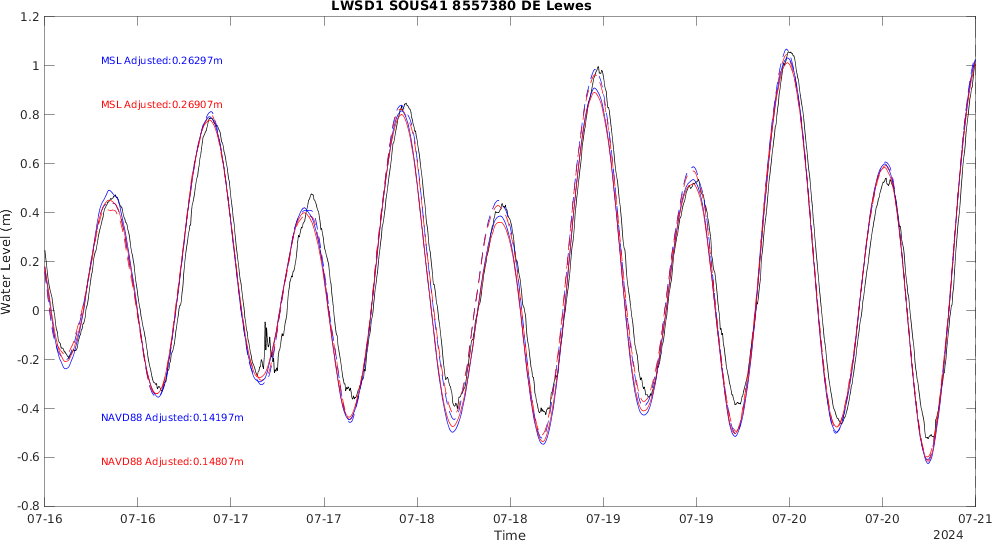 LWSD1 SOUS41 8557380 DE Lewes
1.2
1
0.8
0.6
0.4
0.2
0
-0.2
-0.4
-0.6
-0.8
Water Level (m)
MSL Adjusted:0.26297m
MSL Adjusted:0.26907m
NAVD88 Adjusted:0.14197m
NAVD88 Adjusted:0.14807m
07-16 07-16 07-17 07-17 07-18 07-18 07-19 07-19 07-20 07-20 07-21
Time
2024